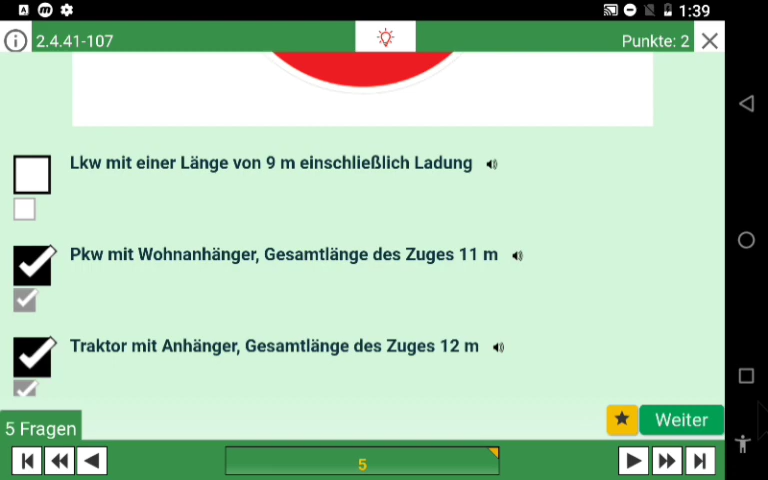 1:39
2.4.41-107
Punkte: 2
Lkw mit einer Länge von 9 m einschließlich Ladung
Pkw mit Wohnanhänger, Gesamtlänge des Zuges 11 m
Traktor mit Anhänger, Gesamtlänge des Zuges 12 m
5 Fragen
Weiter
5